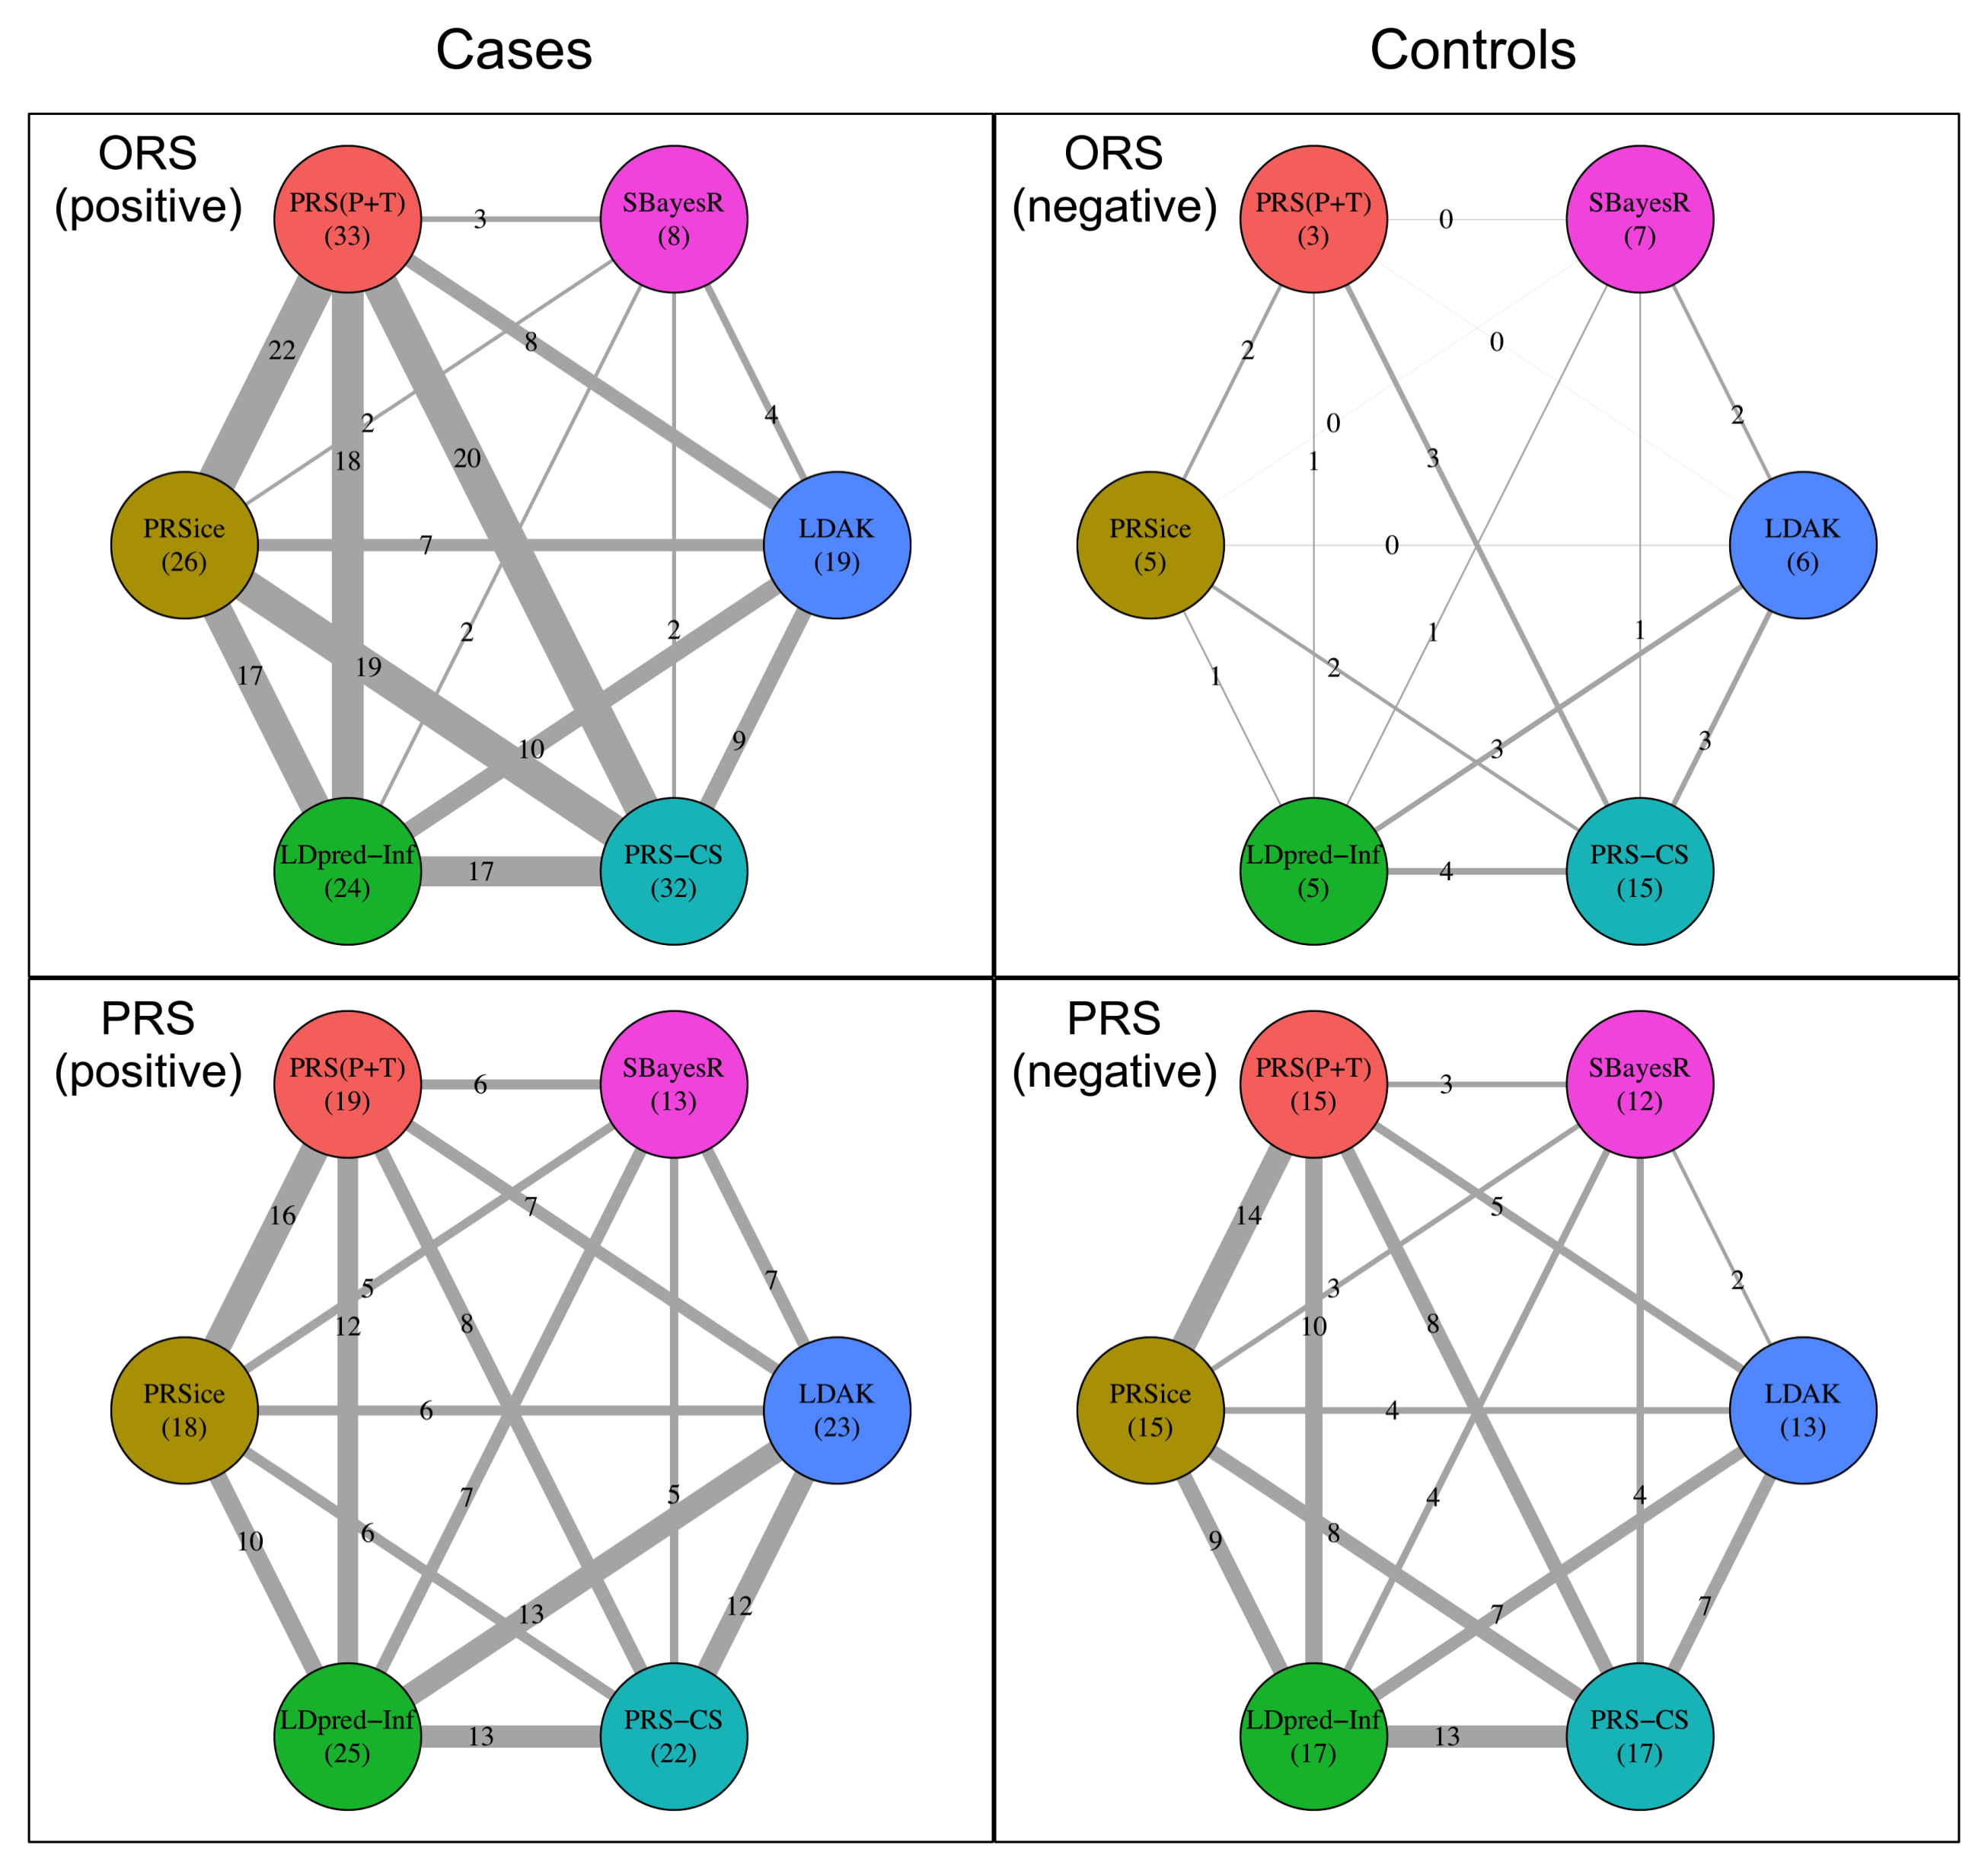 Cases
Controls
ORS
(positive)
PRS(P+T)
(33)
SBayesR
(8)
3
8
22
4
2
18
20
PRSice
(26)
7
LDAK
(19)
2
2
17
19
10
9
LDpred−Inf
(24)
17
PRS−CS
(32)
ORS
(negative)
PRS(P+T)
(3)
0
SBayesR
(7)
0
2
2
0
1
3
PRSice
(5)
0
LDAK
(6)
1
1
1
2
3
3
LDpred−Inf
(5)
4
PRS−CS
(15)
PRS
(positive)
PRS(P+T)
(19)
6
SBayesR
(13)
7
16
7
5
12
8
PRSice
(18)
6
LDAK
(23)
7
5
10
6
13
12
LDpred−Inf
(25)
13
PRS−CS
(22)
PRS
(negative)
PRS(P+T)
(15)
3
SBayesR
(12)
5
14
2
3
10
8
PRSice
(15)
4
LDAK
(13)
4
4
9
8
7
7
LDpred−Inf
(17)
13
PRS−CS
(17)